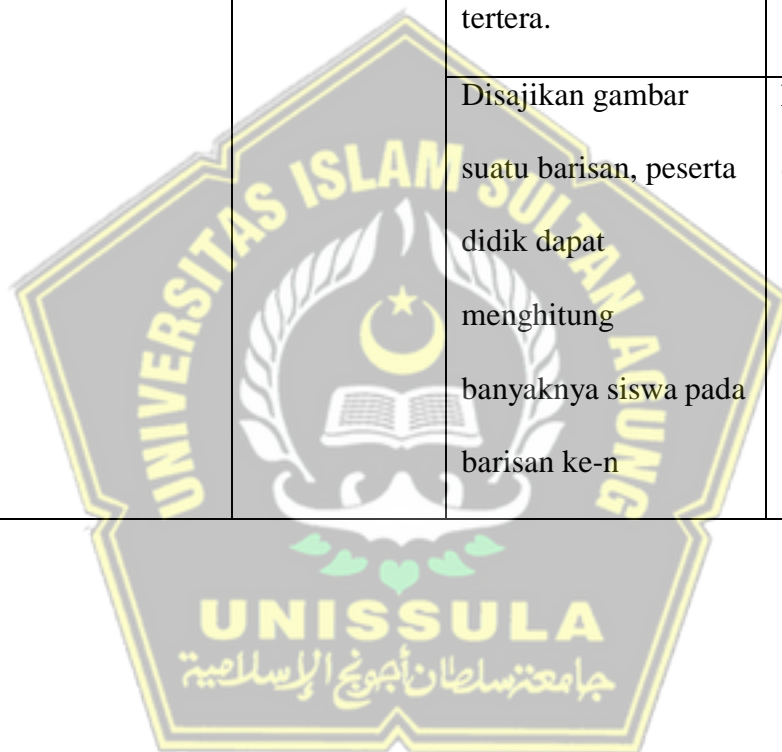 tertera.
Disajikan gambar
suatu barisan, peserta
didik dapat
menghitung
banyaknya siswa pada
barisan ke-n
UNIVERSITAS ISLAM SULTAN AGUNG
UNISSULA
جامعة سلطان أجونج الإسلامية